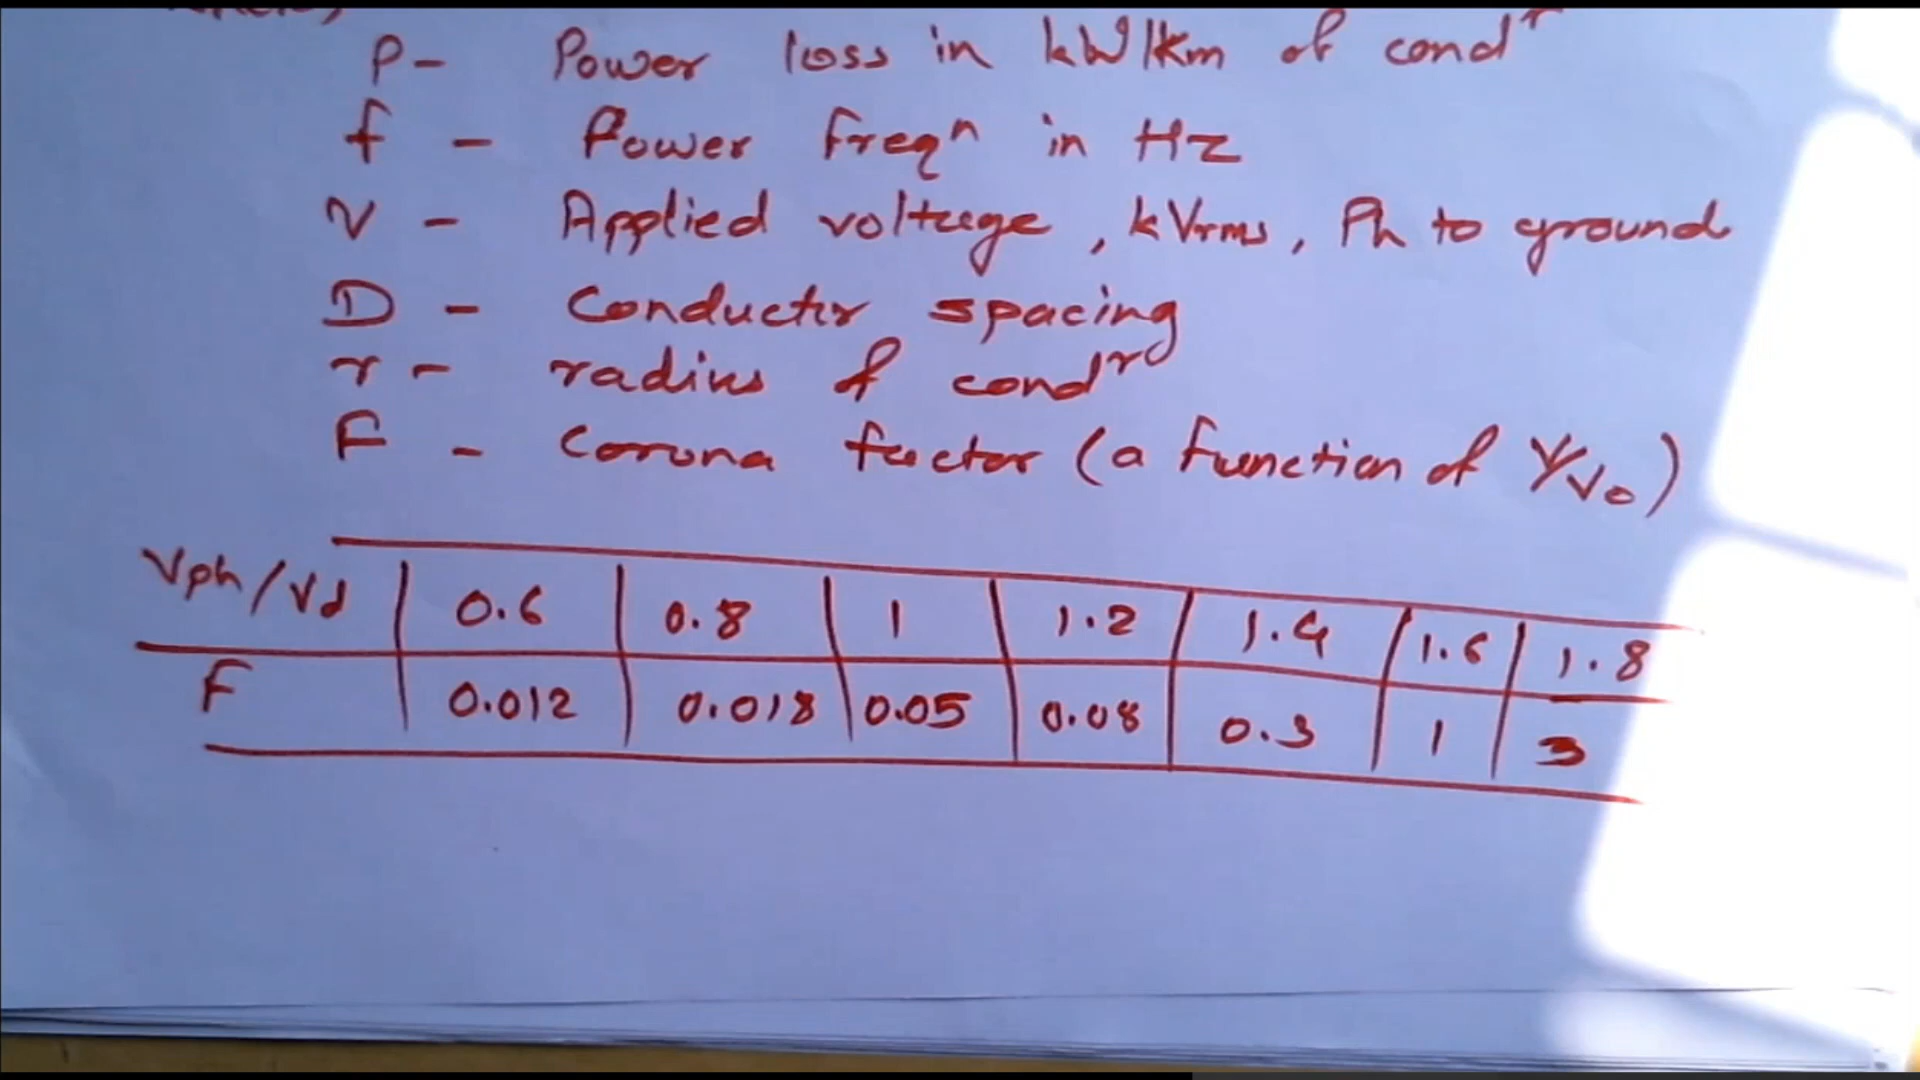 P - Power loss in kW/km of condʳ
f - Power freqⁿ in Hz
V - Applied voltage, kVrms, Ph to ground
D - Conductor spacing
r - radius of condʳ
F - Corona factor (a function of V/V₀)
Vph/Vd | 0.6 | 0.8 | 1 | 1.2 | 1.4 | 1.6 | 1.8
F | 0.012 | 0.018 | 0.05 | 0.08 | 0.3 | 1 | 3